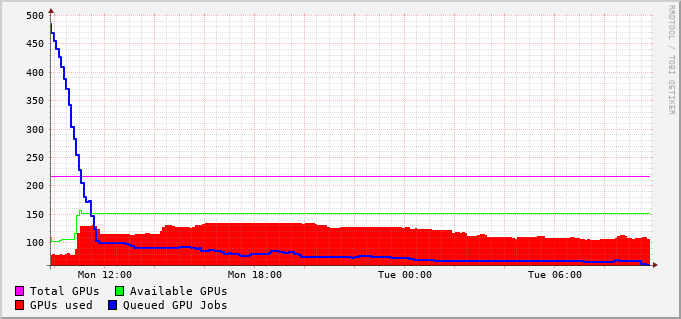 500
450
400
350
300
250
200
150
100
Mon 12:00 Mon 18:00 Tue 00:00 Tue 06:00
Total GPUs Available GPUs
GPUs used Queued GPU Jobs
RRDTOOL / TOBI OETIKER